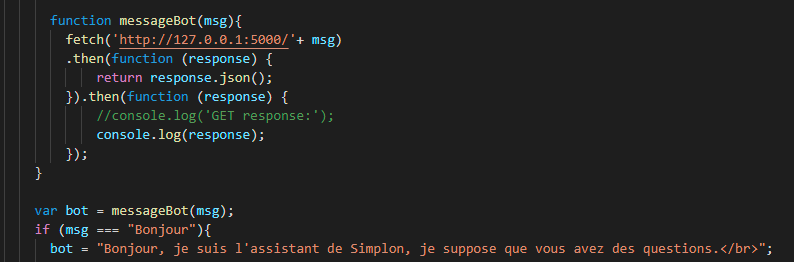 function messageBot(msg){
fetch('http://127.0.0.1:5000/'+ msg)
.then(function (response) {
return response.json();
}).then(function (response) {
//console.log('GET response:');
console.log(response);
});
}
var bot = messageBot(msg);
if (msg === "Bonjour"){
bot = "Bonjour, je suis l'assistant de Simplon, je suppose que vous avez des questions.</br>";